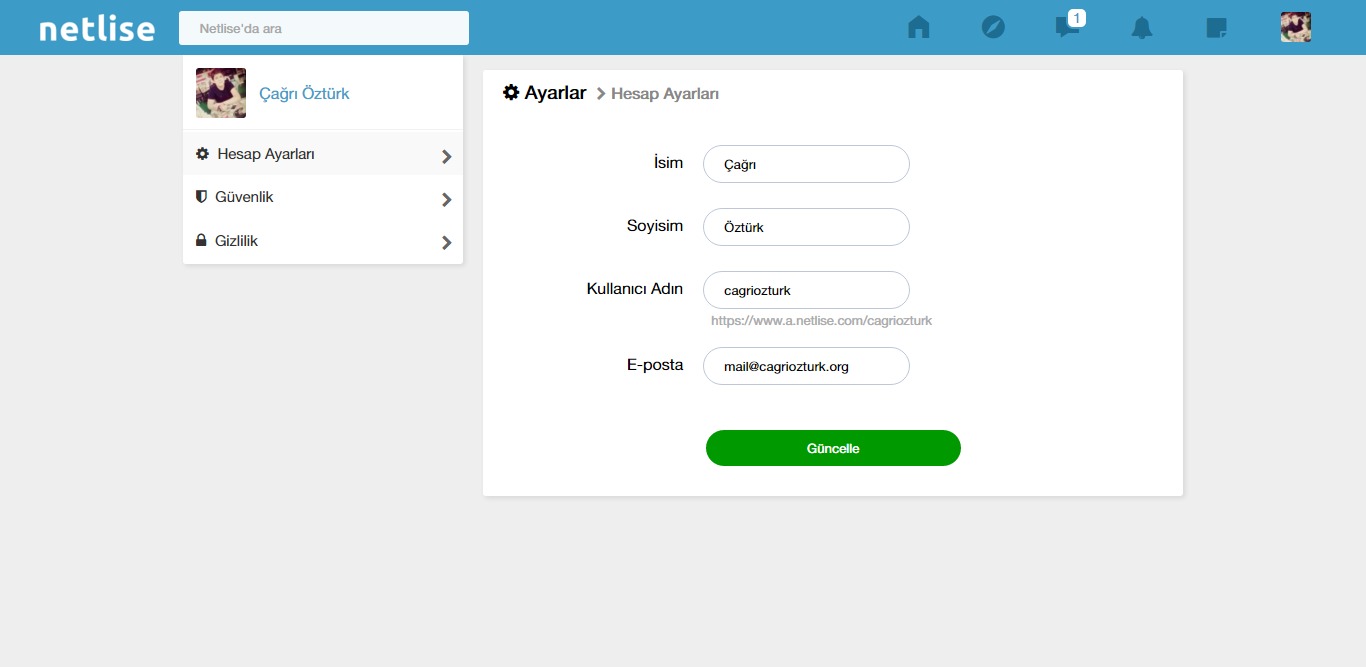 netlise
Netlise'da ara
1
Çağrı Öztürk
Hesap Ayarları
Güvenlik
Gizlilik
Ayarlar > Hesap Ayarları
İsim Çağrı
Soyisim Öztürk
Kullanıcı Adın cagriozturk
https://www.a.netlise.com/cagriozturk
E-posta mail@cagriozturk.org
Güncelle